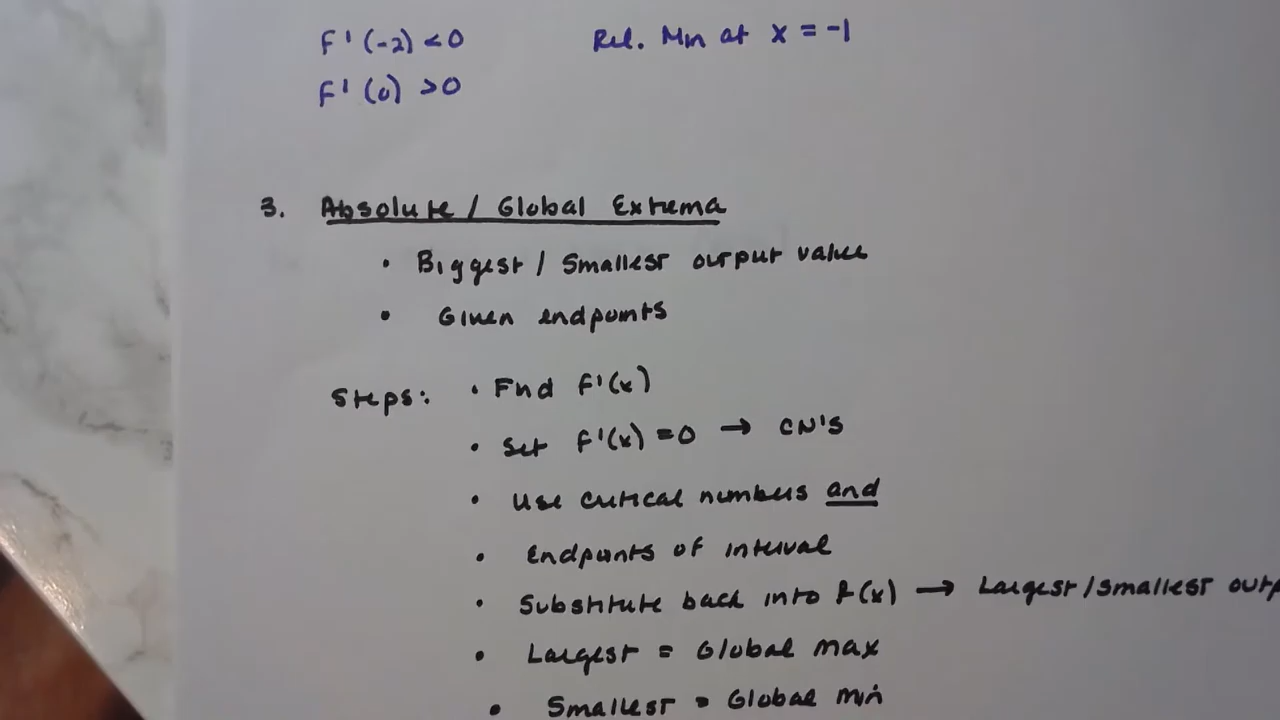 F'(-2) < 0 Rel. Min at x = -1
F'(0) > 0
3. Absolute / Global Extrema
• Biggest / Smallest output value
• Given endpoints
Steps: • Find F'(x)
• Set F'(x) = 0 → CN'S
• Use critical numbers and
• Endpoints of interval
• Substitute back into f(x) → Largest/smallest outp
• Largest = Global max
• Smallest = Global min